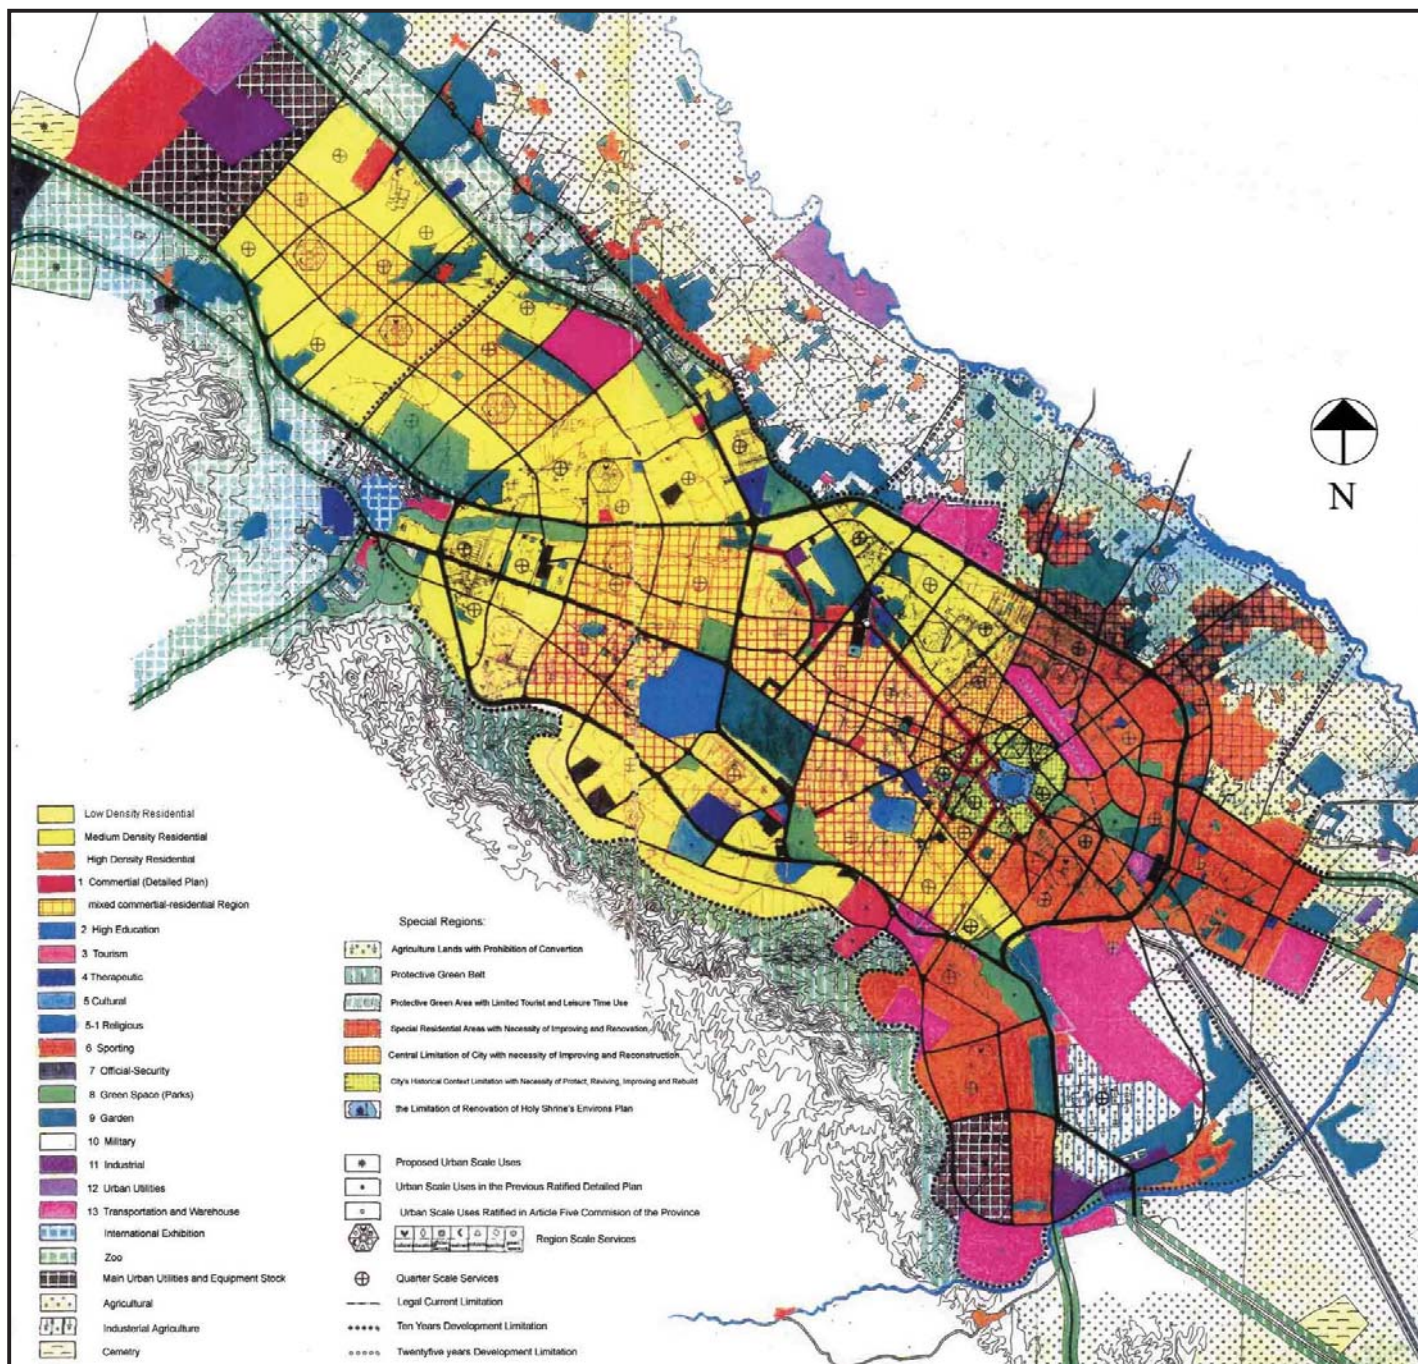 N
Low Density Residential
Medium Density Residential
High Density Residential
1 Commertial (Detailed Plan)
mixed commercial-residential Region
2 High Education
3 Tourism
4 Therapeutic
5 Cultural
5-1 Religious
6 Sporting
7 Official-Security
8 Green Space (Parks)
9 Garden
10 Military
11 Industrial
12 Urban Utilities
13 Transportation and Warehouse
International Exhibition
Zoo
Main Urban Utilities and Equipment Stock
Agricultural
Industerial Agriculture
Cemetry
Special Regions:
Agriculture Lands with Prohibition of Convertion
Protective Green Belt
Protective Green Area with Limited Tourist and Leisure Time Use
Special Residential Areas with Necessity of Improving and Renovation
Central Limitation of City with necessity of Improving and Reconstruction
City's Historical Context Limitation with Necessity of Protect, Reviving, Improving and Rebuild
the Limitation of Renovation of Holy Shrine's Environs Plan
Proposed Urban Scale Uses
Urban Scale Uses in the Previous Ratified Detailed Plan
Urban Scale Uses Ratified in Article Five Commision of the Province
Region Scale Services
Quarter Scale Services
Legal Current Limitation
Ten Years Development Limitation
Twentyfive years Development Limitation